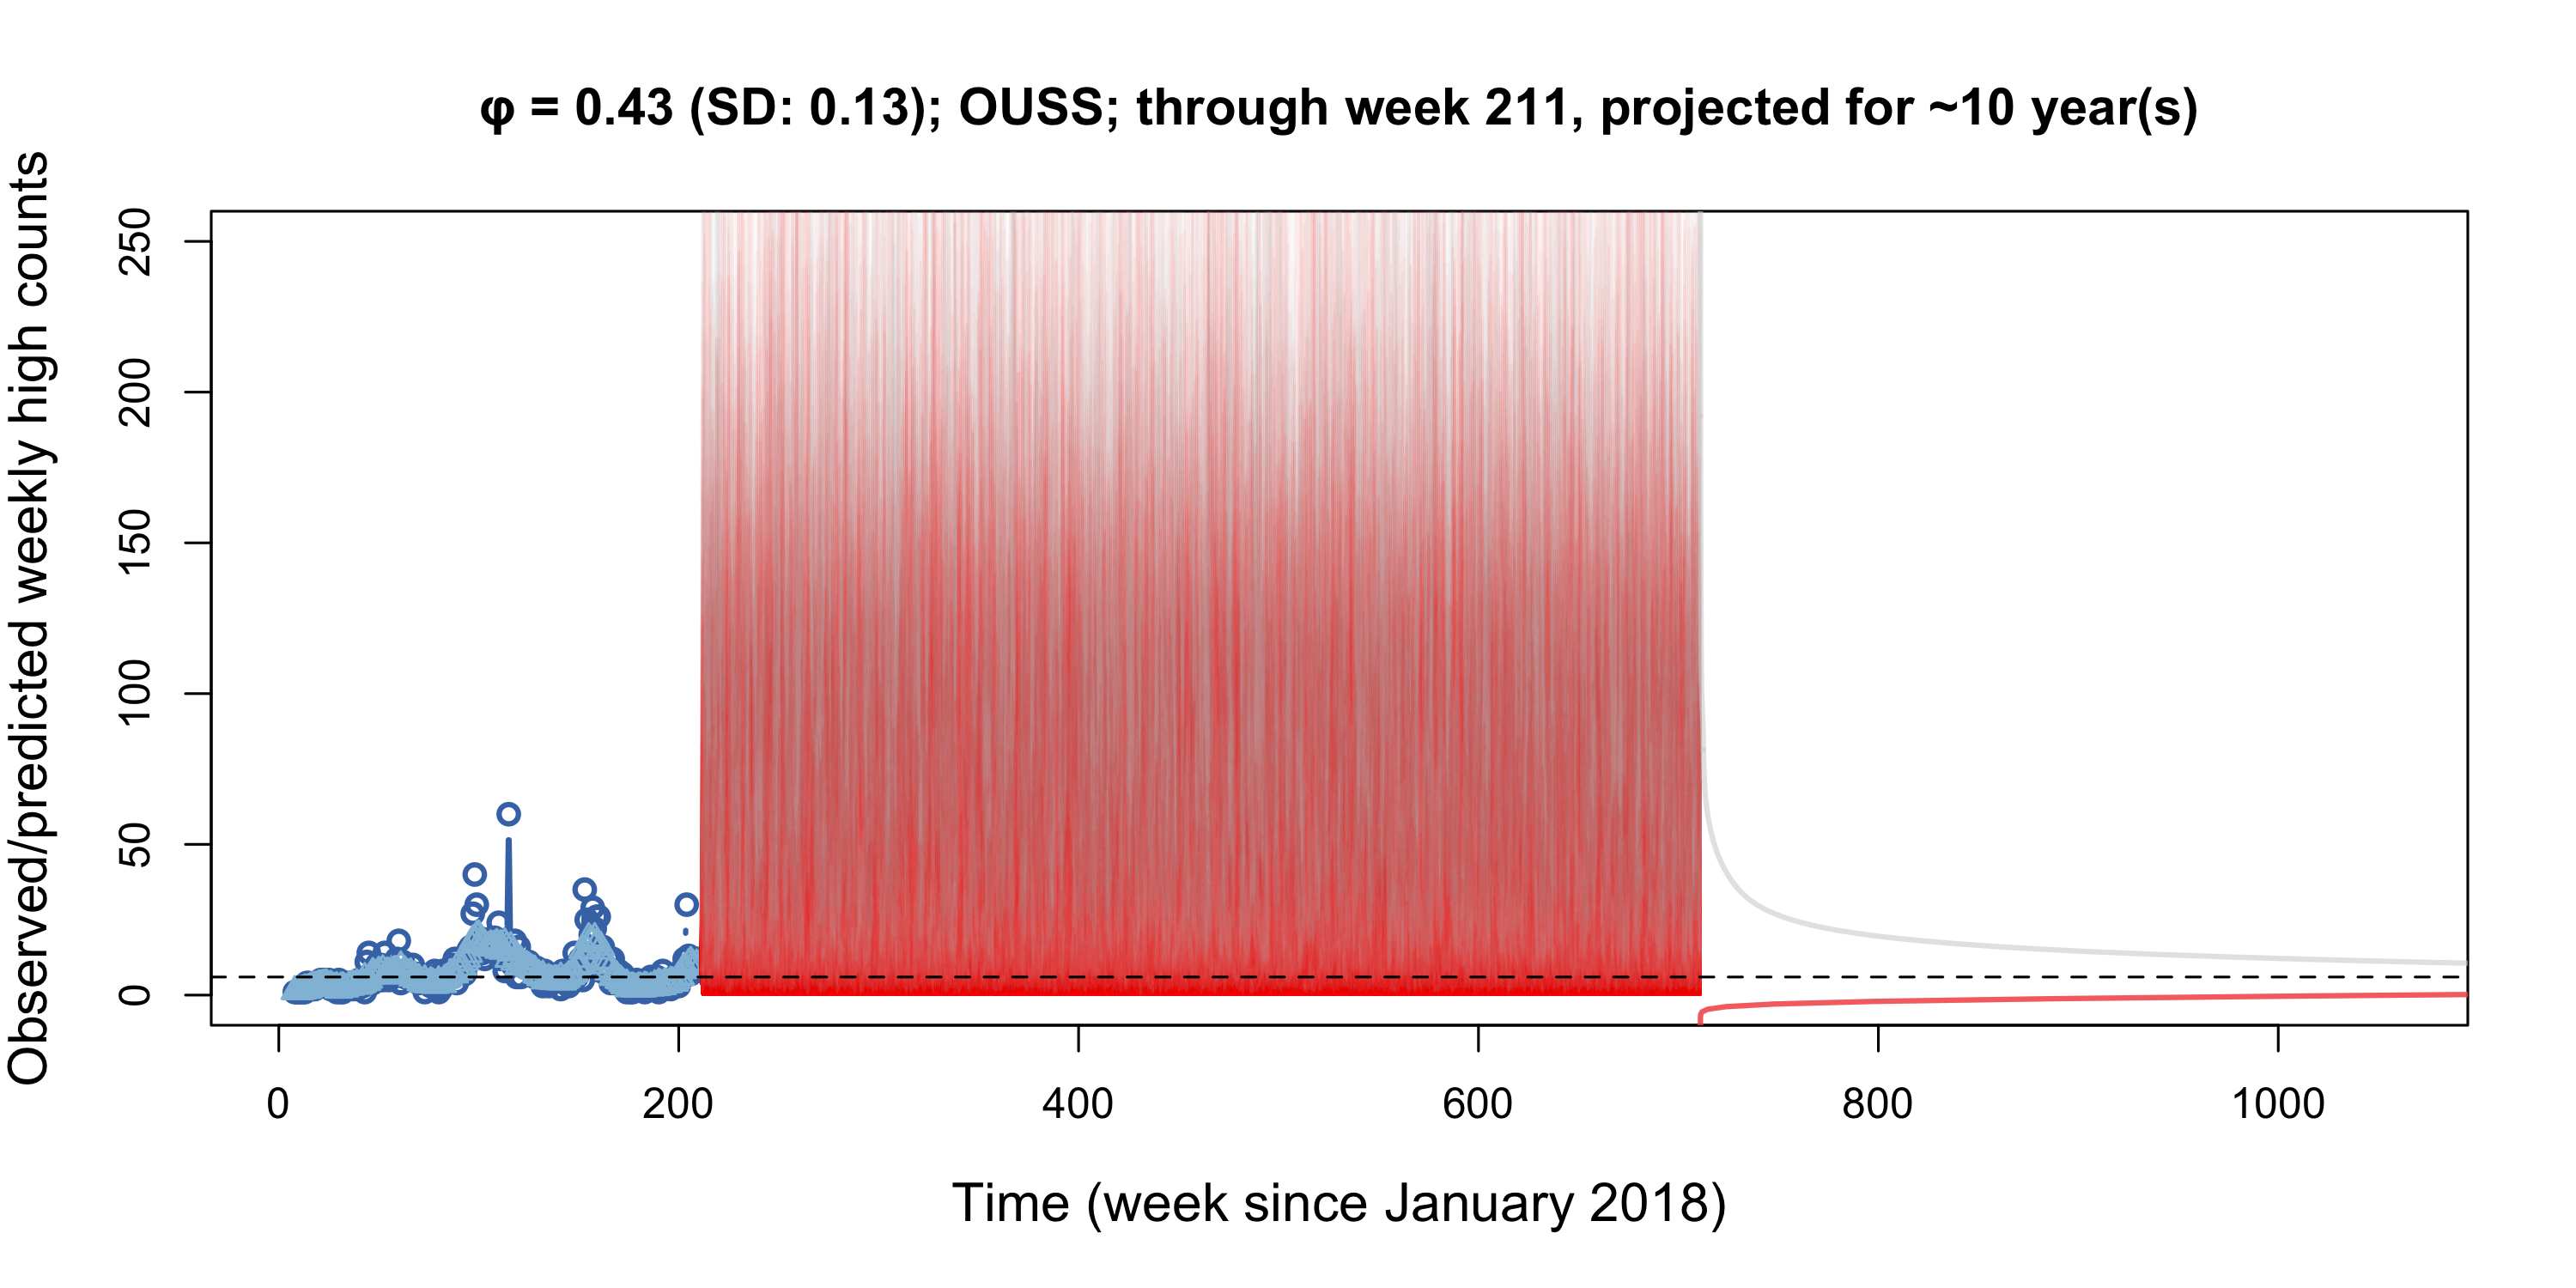 φ = 0.43 (SD: 0.13); OUSS; through week 211, projected for ~10 year(s)
Observed/predicted weekly high counts
250
200
150
100
50
0
0 200 400 600 800 1000
Time (week since January 2018)